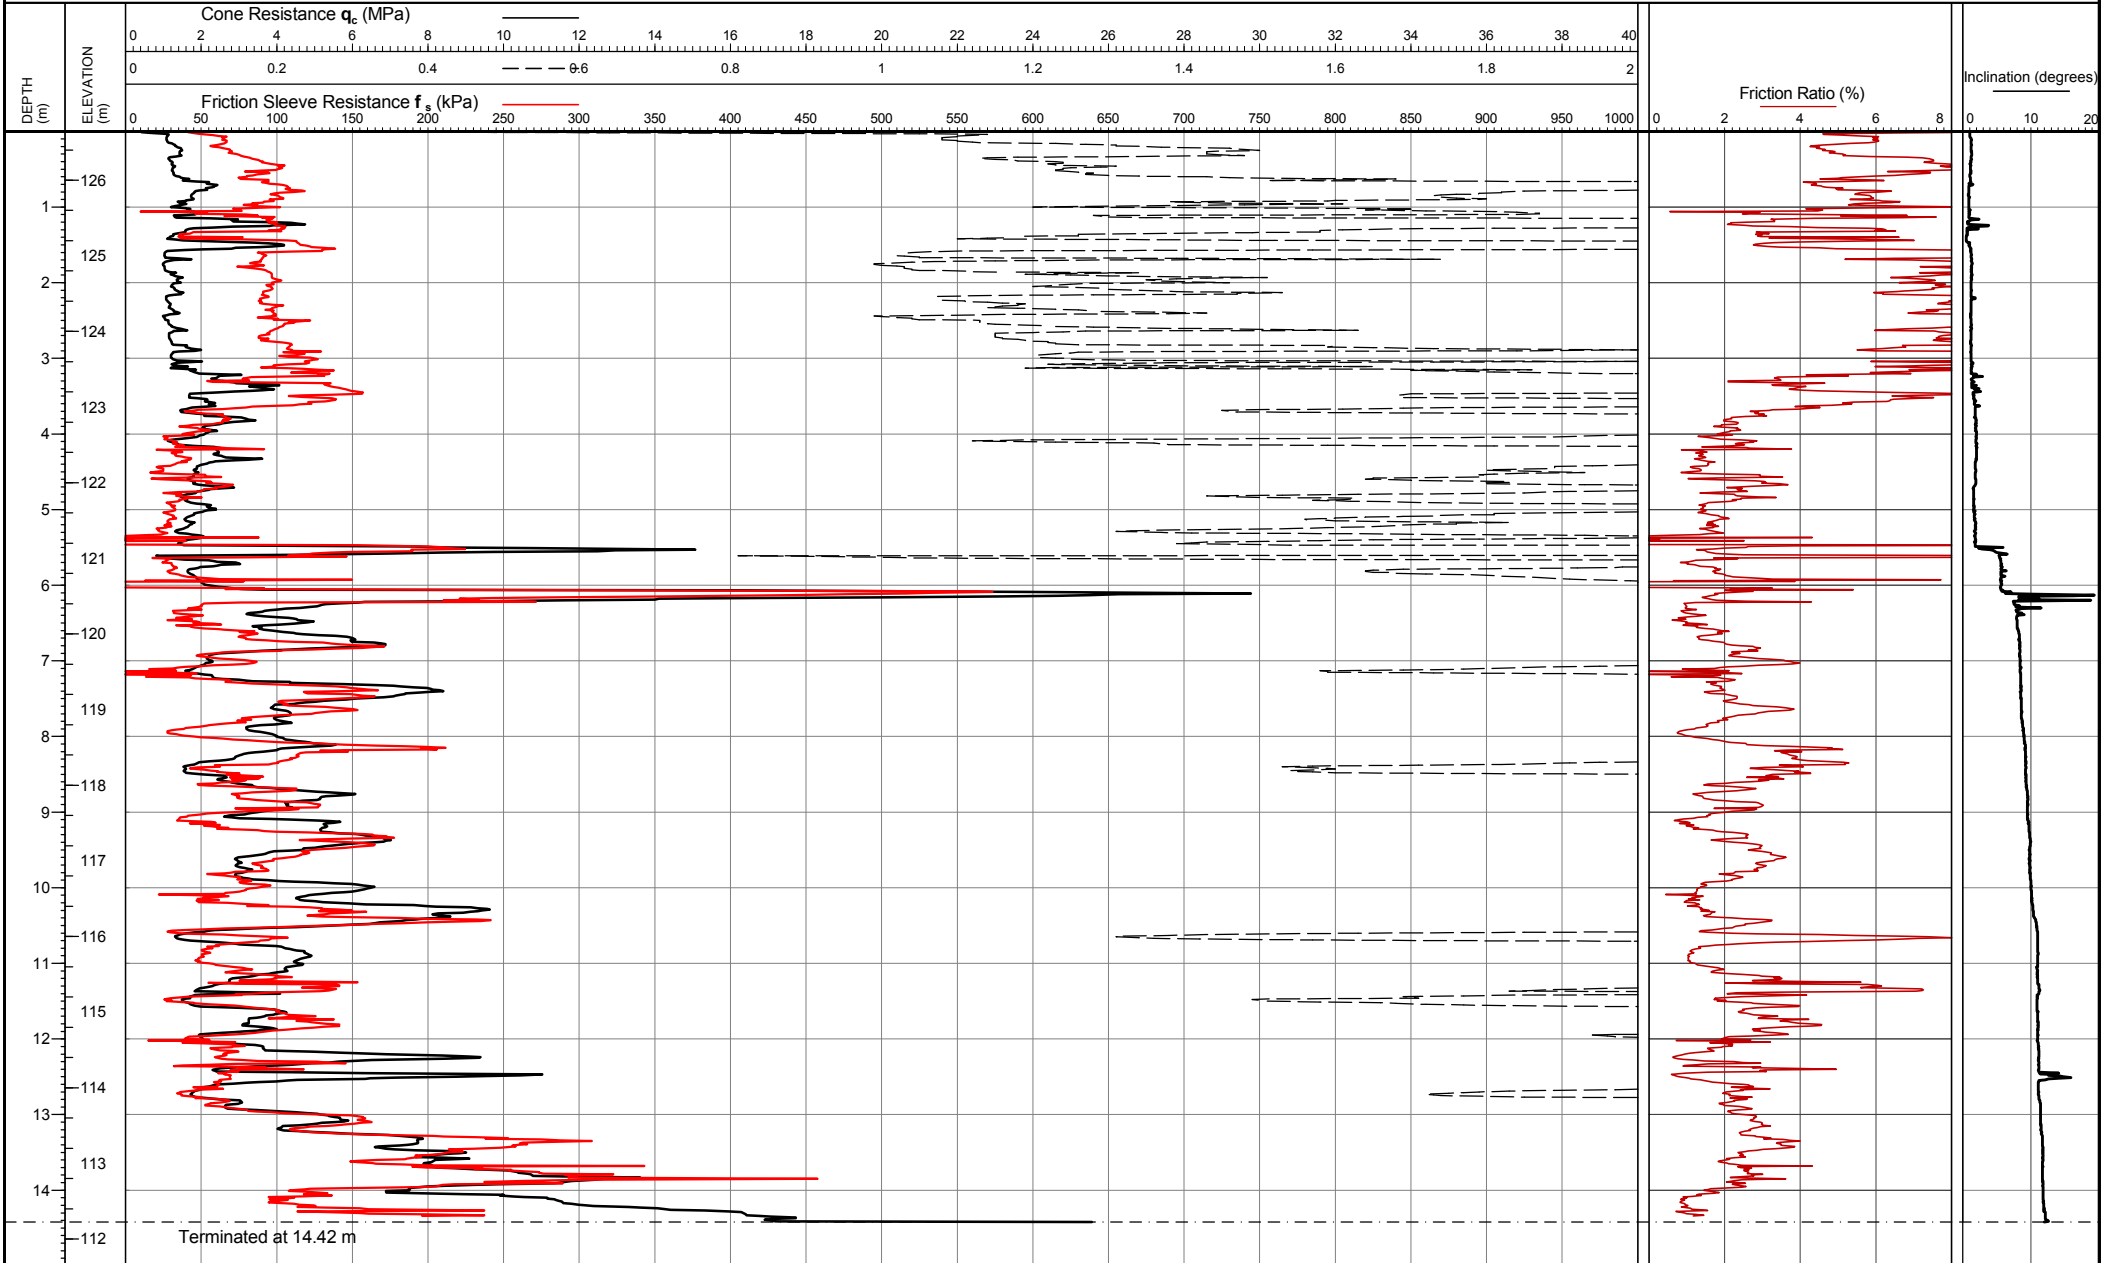 Cone Resistance qc (MPa)
0 2 4 6 8 10 12 14 16 18 20 22 24 26 28 30 32 34 36 38 40
0 0.2 0.4 0.6 0.8 1 1.2 1.4 1.6 1.8 2
Friction Sleeve Resistance fs (kPa)
0 50 100 150 200 250 300 350 400 450 500 550 600 650 700 750 800 850 900 950 1000
DEPTH
(m)
ELEVATION
(m)
Friction Ratio (%)
0 2 4 6 8
Inclination (degrees)
0 10 20
126
1
125
2
124
3
123
4
122
5
121
6
120
7
119
8
118
9
117
10
116
11
115
12
114
13
113
14
112
Terminated at 14.42 m